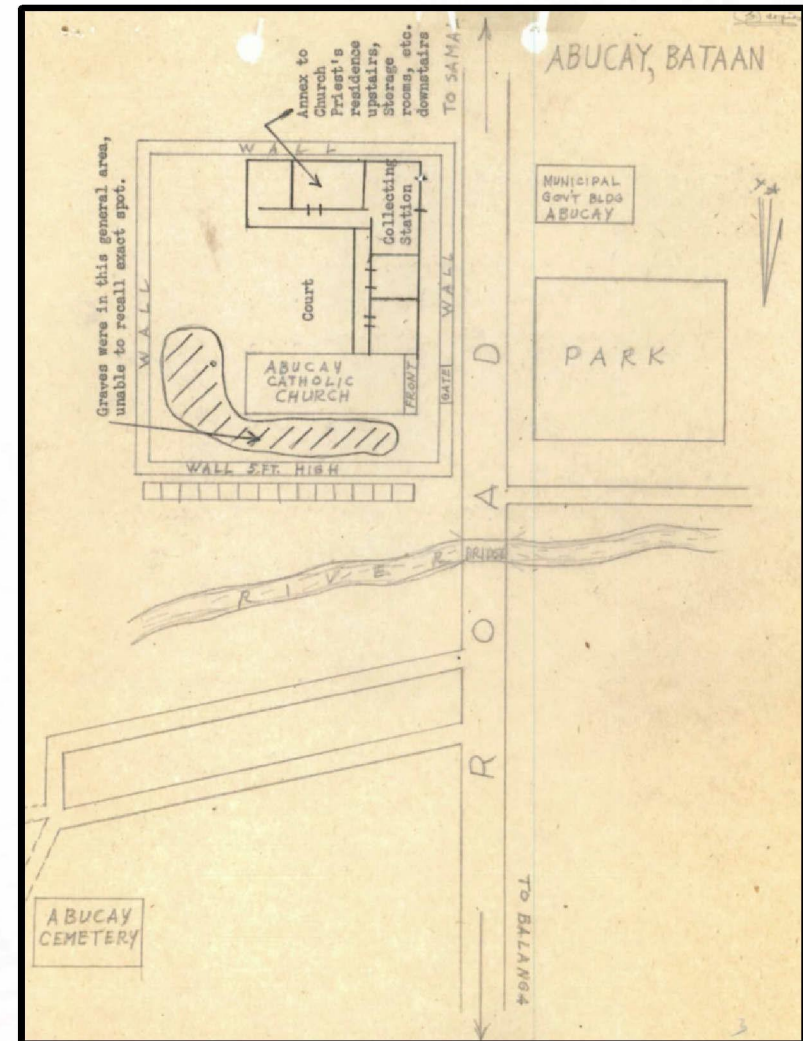 ABUCAY, BATAAN
TO SAMA
Annex to
Church
Priest's
residence
upstairs,
Storage
rooms, etc.
downstairs
Graves were in this general area,
unable to recall exact spot.
WALL
WALL
WALL
Collecting
Station
Court
MUNICIPAL
GOV'T BLDG
ABUCAY
PARK
ABUCAY
CATHOLIC
CHURCH
FRONT
GATE
WALL 5 FT. HIGH
ROAD
RIVER
BRIDGE
TO BALANGA
ABUCAY
CEMETERY
3